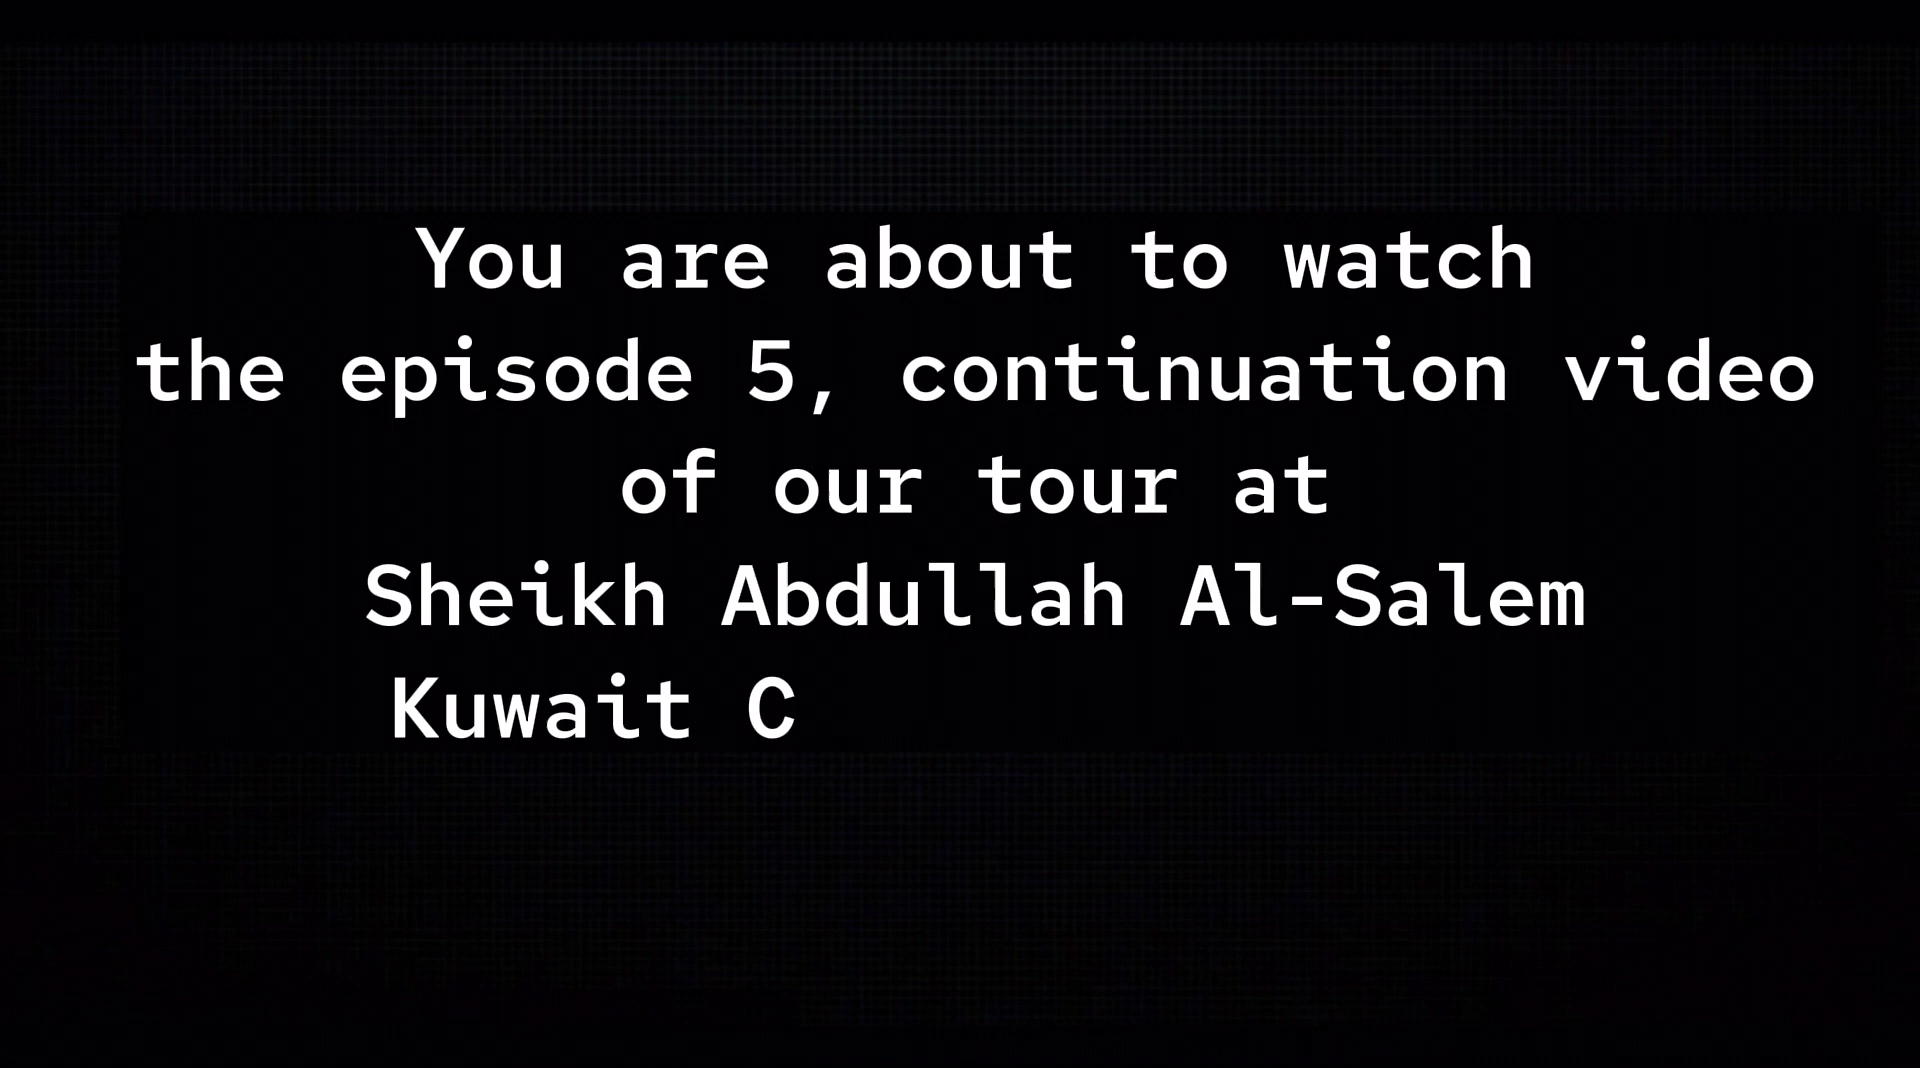 You are about to watch
the episode 5, continuation video
of our tour at
Sheikh Abdullah Al-Salem
Kuwait C